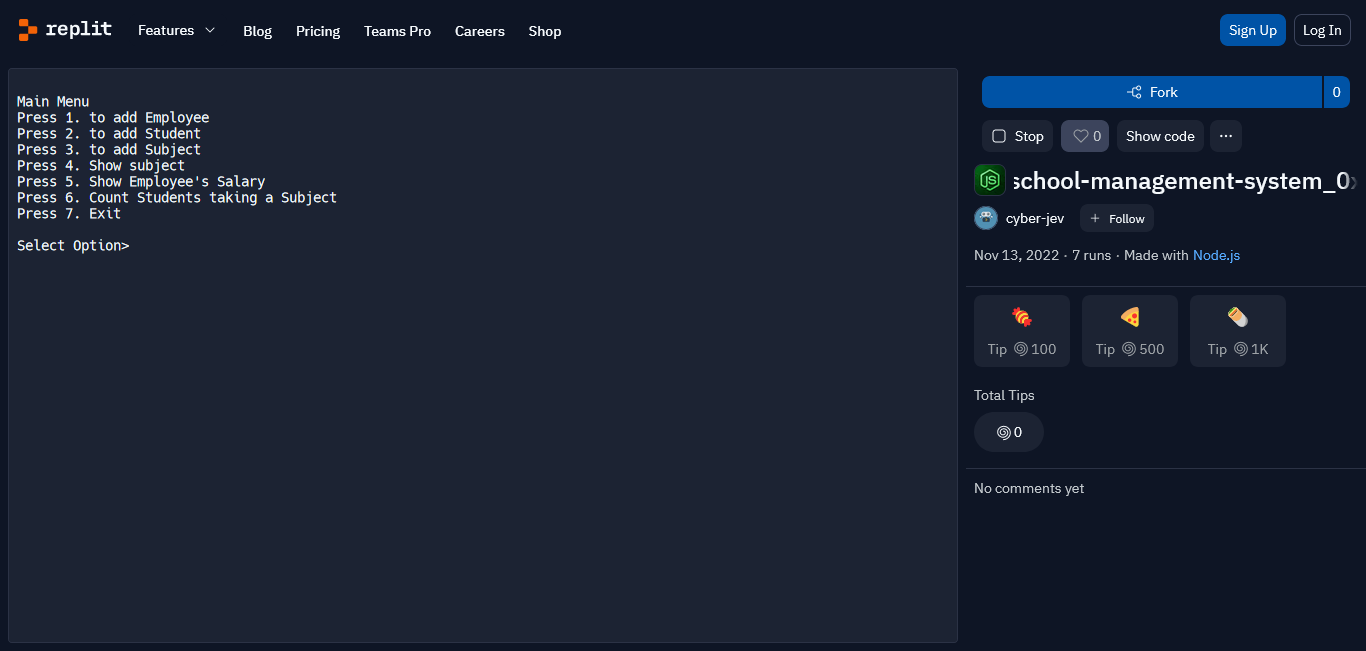 replit
Features
Blog
Pricing
Teams Pro
Careers
Shop
Sign Up
Log In
Main Menu
Press 1. to add Employee
Press 2. to add Student
Press 3. to add Subject
Press 4. Show subject
Press 5. Show Employee's Salary
Press 6. Count Students taking a Subject
Press 7. Exit
Select Option>
Fork
0
Stop
0
Show code
JS
school-management-system_0
cyber-jev
+ Follow
Nov 13, 2022 · 7 runs · Made with Node.js
Tip 100
Tip 500
Tip 1K
Total Tips
0
No comments yet